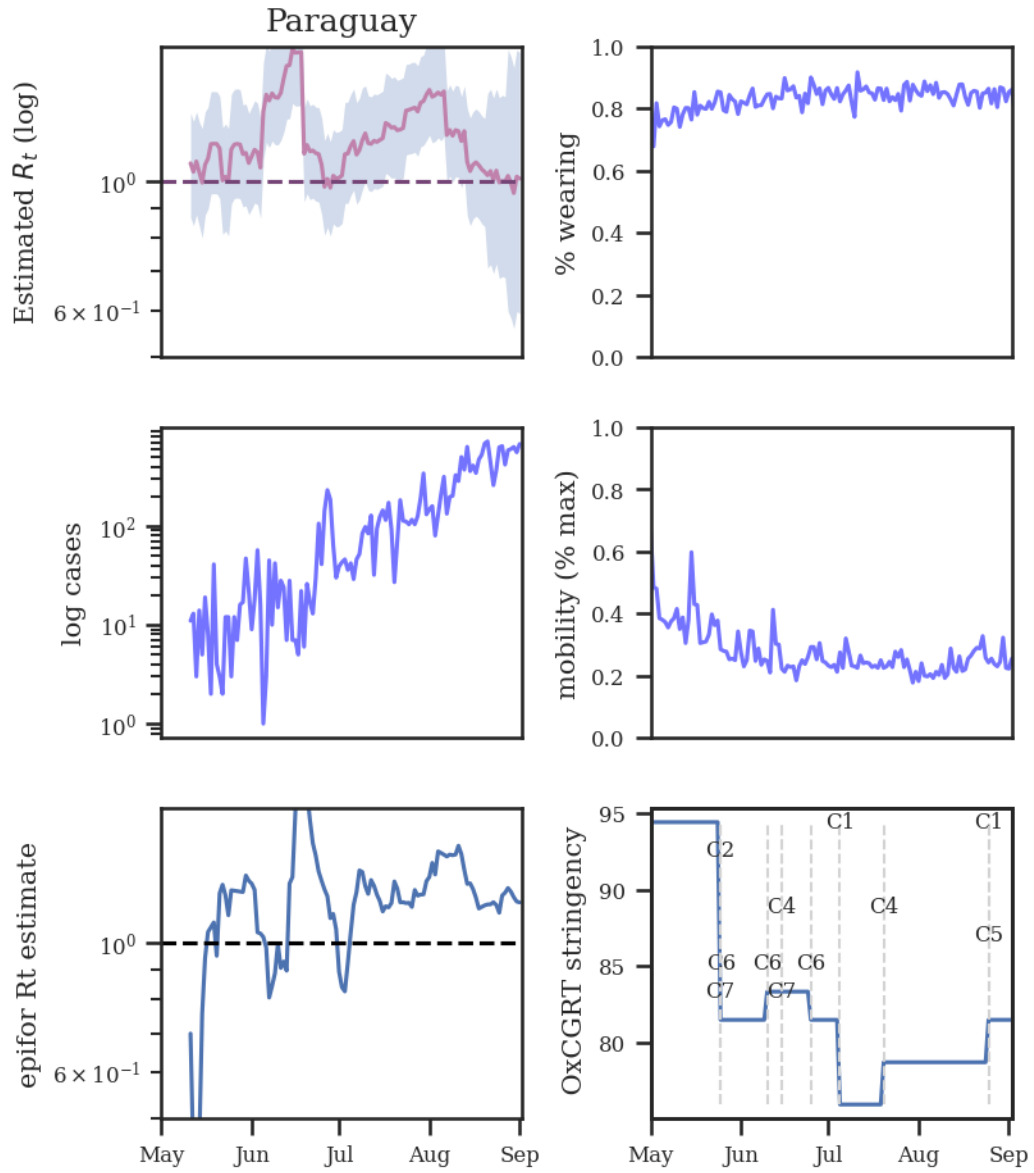 Paraguay
Estimated R_t (log)
10^0
6 × 10^−1
% wearing
1.0
0.8
0.6
0.4
0.2
0.0
log cases
10^2
10^1
10^0
mobility (% max)
1.0
0.8
0.6
0.4
0.2
0.0
epifor Rt estimate
10^0
6 × 10^−1
May Jun Jul Aug Sep
OxCGRT stringency
95
90
85
80
C1 C1
C2
C4 C4
C5
C6 C6 C6
C7 C7
May Jun Jul Aug Sep